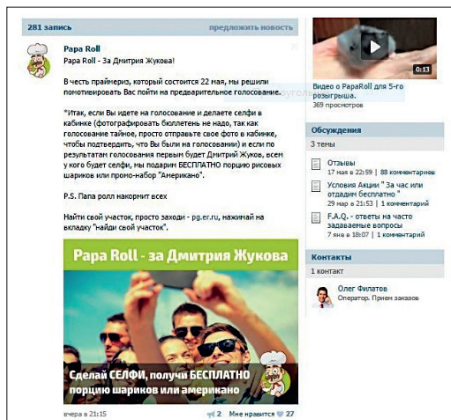 281 запись
предложить новость
Papa Roll
Papa Roll - За Дмитрия Жукова!
В честь праймериз, который состоится 22 мая, мы решили
помотивировать Вас пойти на предварительное голосование.
"Итак, если Вы идете на голосование и делаете селфи в
кабинке (фотографировать бюллетень не надо, так как
голосование тайное, просто отправьте свое фото в кабинке,
чтобы подтвердить, что Вы были на голосовании) и если по
результатам голосования первым будет Дмитрий Жуков, всем
у кого будет селфи, мы подарим БЕСПЛАТНО порцию рисовых
шариков или промо-набор "Американо".
P.S. Папа ролл накормит всех
Найти свой участок, просто заходи - pg.er.ru, нажимай на
вкладку "найди свой участок".
Papa Roll - за Дмитрия Жукова
Сделай СЕЛФИ, получи БЕСПЛАТНО
порцию шариков или американо
вчера в 21:15
2 Мне нравится 27
0:13
Видео о PapaRoll для 5-го
розыгрыша.
369 просмотров
Обсуждения
3 темы
Отзывы
17 мая в 22:59 | 88 комментариев
Условия Акции " За час или
отдадим бесплатно "
29 мар в 21:53 | 1 комментарий
F.A.Q. - ответы на часто
задаваемые вопросы
7 янв в 18:07 | 1 комментарий
Контакты
1 контакт
Олег Филатов
Оператор. Прием заказов